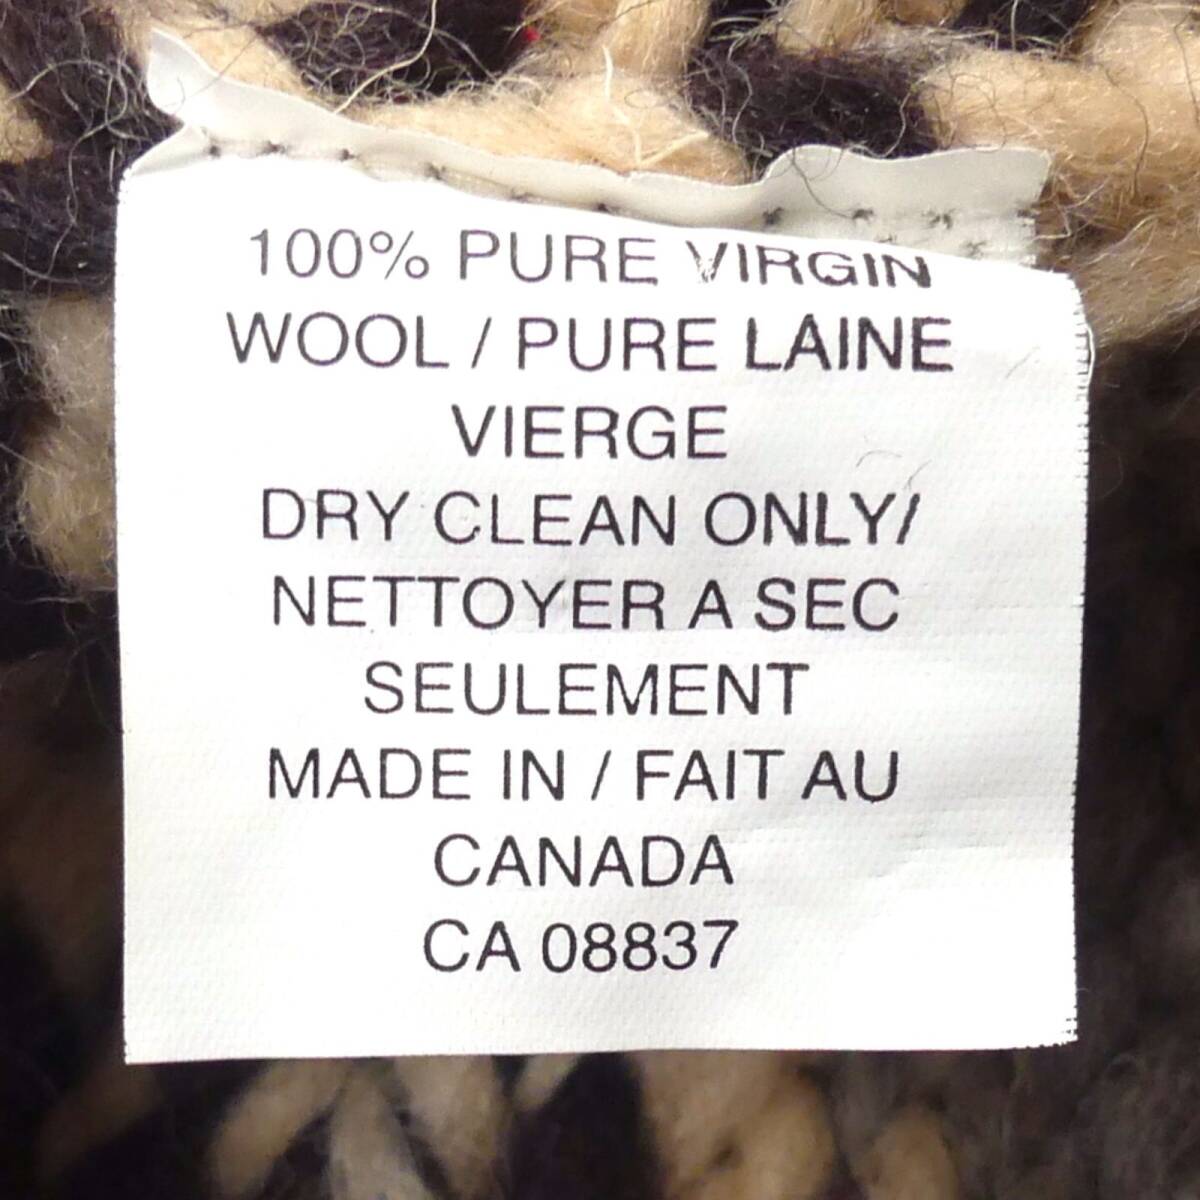 100% PURE VIRGIN
WOOL / PURE LAINE
VIERGE
DRY CLEAN ONLY/
NETTOYER A SEC
SEULEMENT
MADE IN / FAIT AU
CANADA
CA 08837